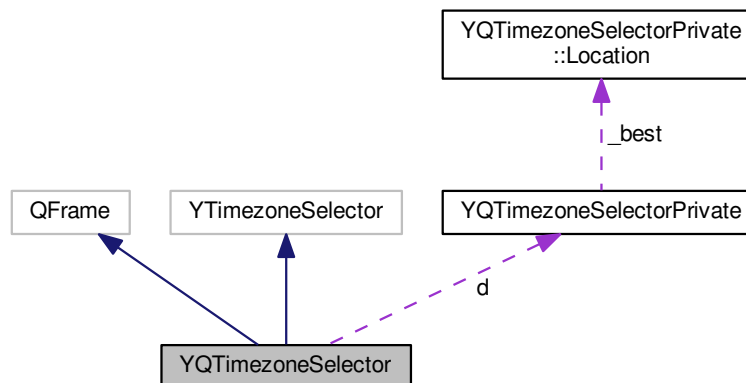 YQTimezoneSelectorPrivate
::Location
_best
QFrame
YTimezoneSelector
YQTimezoneSelectorPrivate
d
YQTimezoneSelector